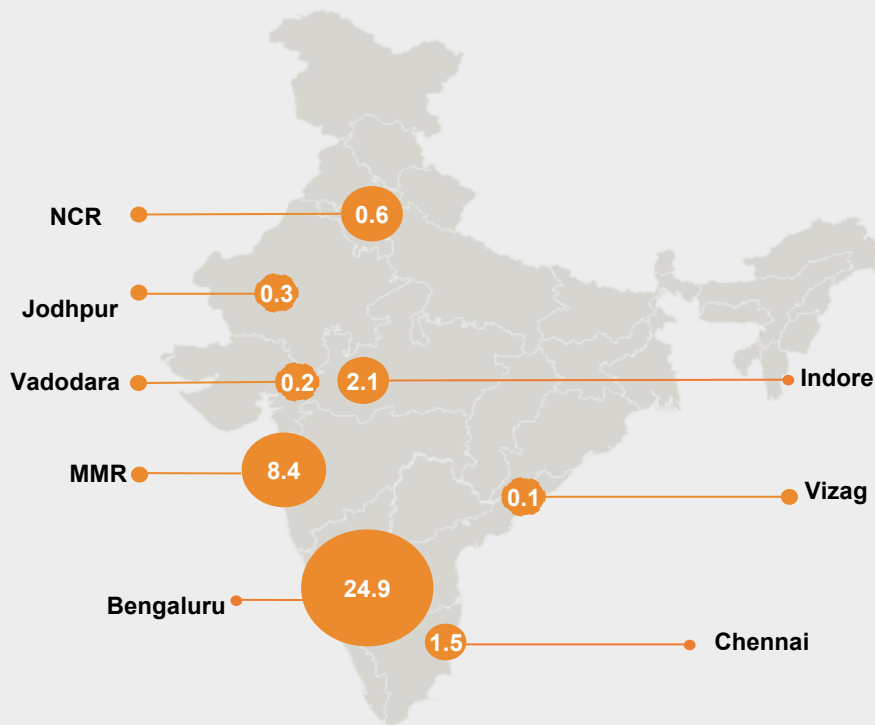 NCR
0.6
Jodhpur
0.3
Vadodara
0.2
2.1
Indore
MMR
8.4
0.1
Vizag
Bengaluru
24.9
1.5
Chennai